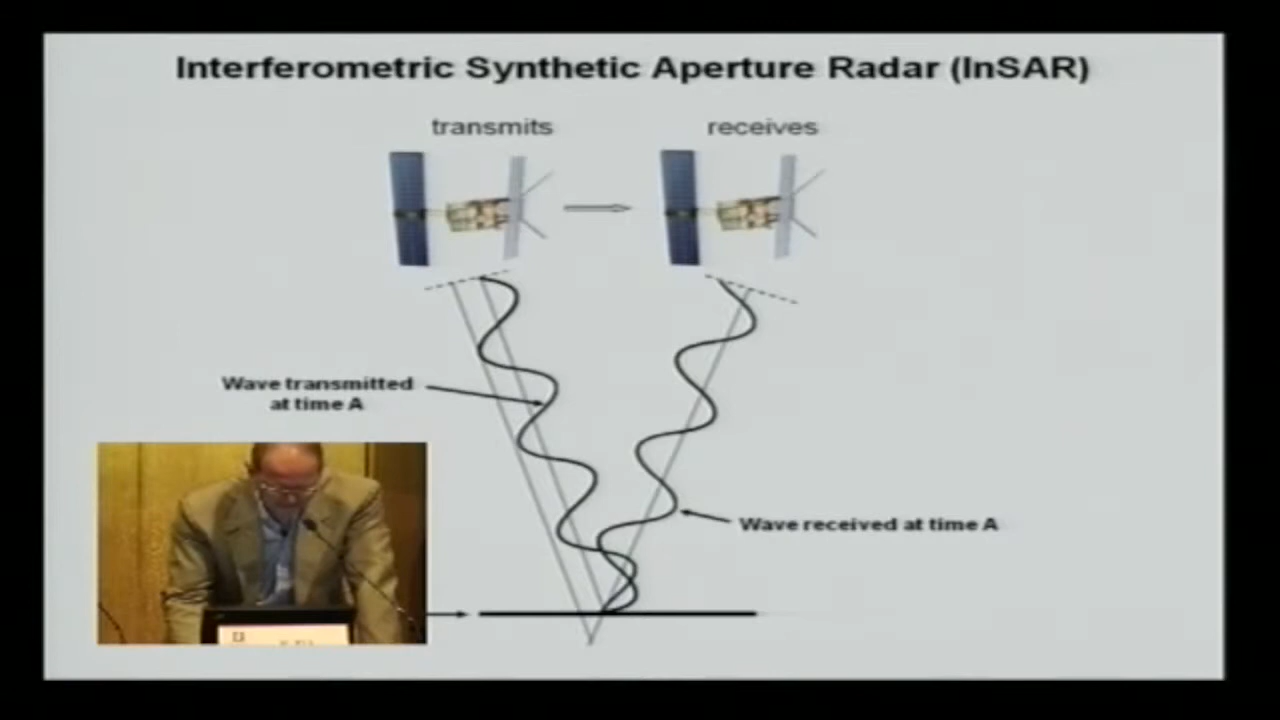 Interferometric Synthetic Aperture Radar (InSAR)
transmits
receives
Wave transmitted
at time A
Wave received at time A